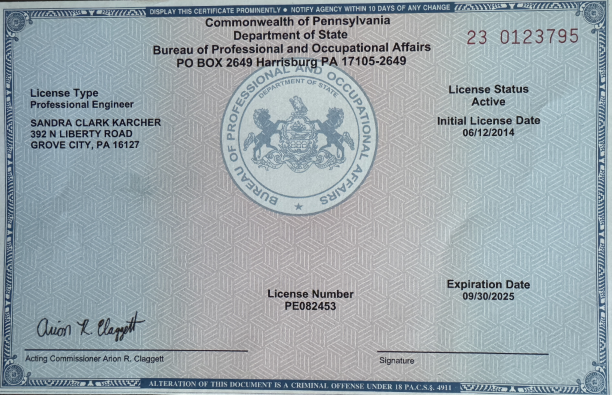 DISPLAY THIS CERTIFICATE PROMINENTLY • NOTIFY AGENCY WITHIN 10 DAYS OF ANY CHANGE
Commonwealth of Pennsylvania
Department of State
Bureau of Professional and Occupational Affairs
PO BOX 2649 Harrisburg PA 17105-2649
23 0123795
License Type
Professional Engineer
SANDRA CLARK KARCHER
392 N LIBERTY ROAD
GROVE CITY, PA 16127
BUREAU OF PROFESSIONAL AND OCCUPATIONAL AFFAIRS
DEPARTMENT OF STATE
License Status
Active
Initial License Date
06/12/2014
License Number
PE082453
Expiration Date
09/30/2025
Arion R. Claggett
Acting Commissioner Arion R. Claggett
Signature
ALTERATION OF THIS DOCUMENT IS A CRIMINAL OFFENSE UNDER 18 PA.C.S.§. 4911